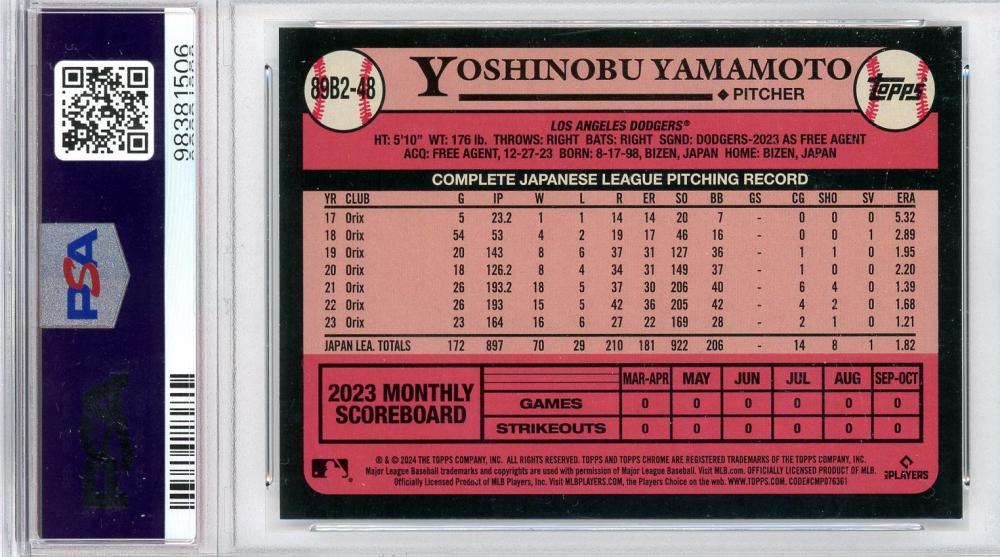 98381506
PSA
PSA
89B2-48
YOSHINOBU YAMAMOTO
◆ PITCHER
Topps
LOS ANGELES DODGERS®
HT: 5'10" WT: 176 lb. THROWS: RIGHT BATS: RIGHT SGND: DODGERS-2023 AS FREE AGENT
ACQ: FREE AGENT, 12-27-23 BORN: 8-17-98, BIZEN, JAPAN HOME: BIZEN, JAPAN
COMPLETE JAPANESE LEAGUE PITCHING RECORD
YR CLUB G IP W L R ER SO BB GS CG SHO SV ERA
17 Orix 5 23.2 1 1 14 14 20 7 - 0 0 0 5.32
18 Orix 54 53 4 2 19 17 46 16 - 0 0 1 2.89
19 Orix 20 143 8 6 37 31 127 36 - 1 1 0 1.95
20 Orix 18 126.2 8 4 34 31 149 37 - 1 0 0 2.20
21 Orix 26 193.2 18 5 37 30 206 40 - 6 4 0 1.39
22 Orix 26 193 15 5 42 36 205 42 - 4 2 0 1.68
23 Orix 23 164 16 6 27 22 169 28 - 2 1 0 1.21
JAPAN LEA. TOTALS 172 897 70 29 210 181 922 206 - 14 8 1 1.82
2023 MONTHLY
SCOREBOARD
MAR-APR MAY JUN JUL AUG SEP-OCT
GAMES 0 0 0 0 0 0
STRIKEOUTS 0 0 0 0 0 0
® & © 2024 THE TOPPS COMPANY, INC. ALL RIGHTS RESERVED. TOPPS AND TOPPS CHROME ARE REGISTERED TRADEMARKS OF THE TOPPS COMPANY, INC.
Major League Baseball trademarks and copyrights are used with permission of Major League Baseball. Visit MLB.com. OFFICIALLY LICENSED PRODUCT OF MLB.
Officially Licensed Product of MLB Players, Inc. Visit MLBPLAYERS.com, the Players Choice on the web. WWW.TOPPS.COM. CODE#CMP076361
MLB PLAYERS